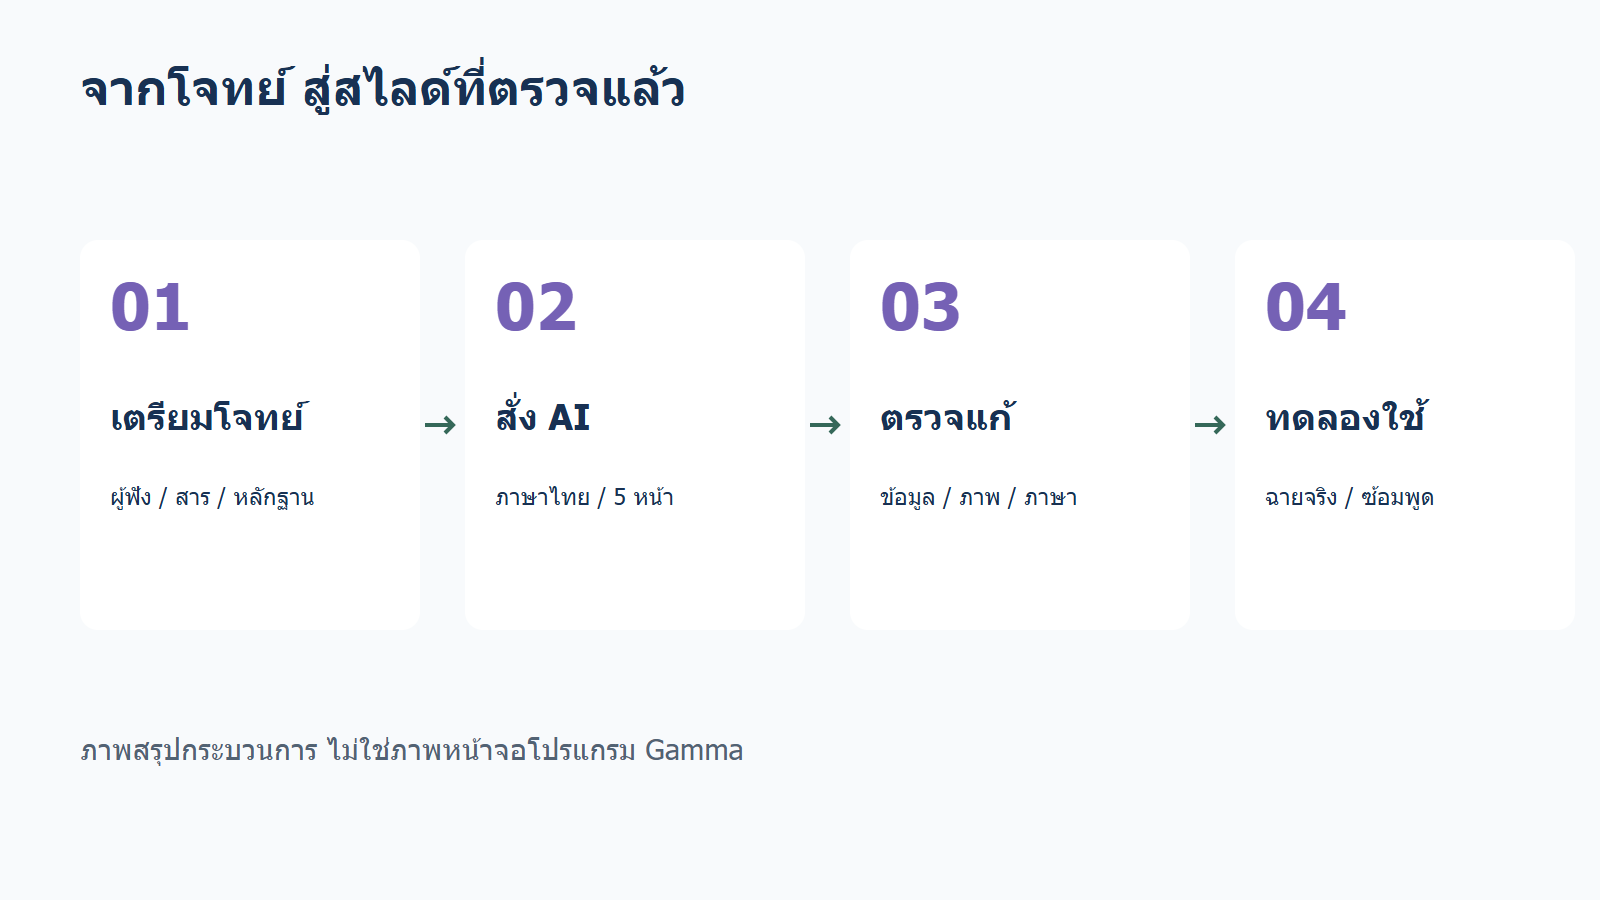 จากโจทย์ สู่สไลด์ที่ตรวจแล้ว
01
เตรียมโจทย์
ผู้ฟัง / สาร / หลักฐาน
→
02
สั่ง AI
ภาษาไทย / 5 หน้า
→
03
ตรวจแก้
ข้อมูล / ภาพ / ภาษา
→
04
ทดลองใช้
ฉายจริง / ซ้อมพูด
ภาพสรุปกระบวนการ ไม่ใช่ภาพหน้าจอโปรแกรม Gamma